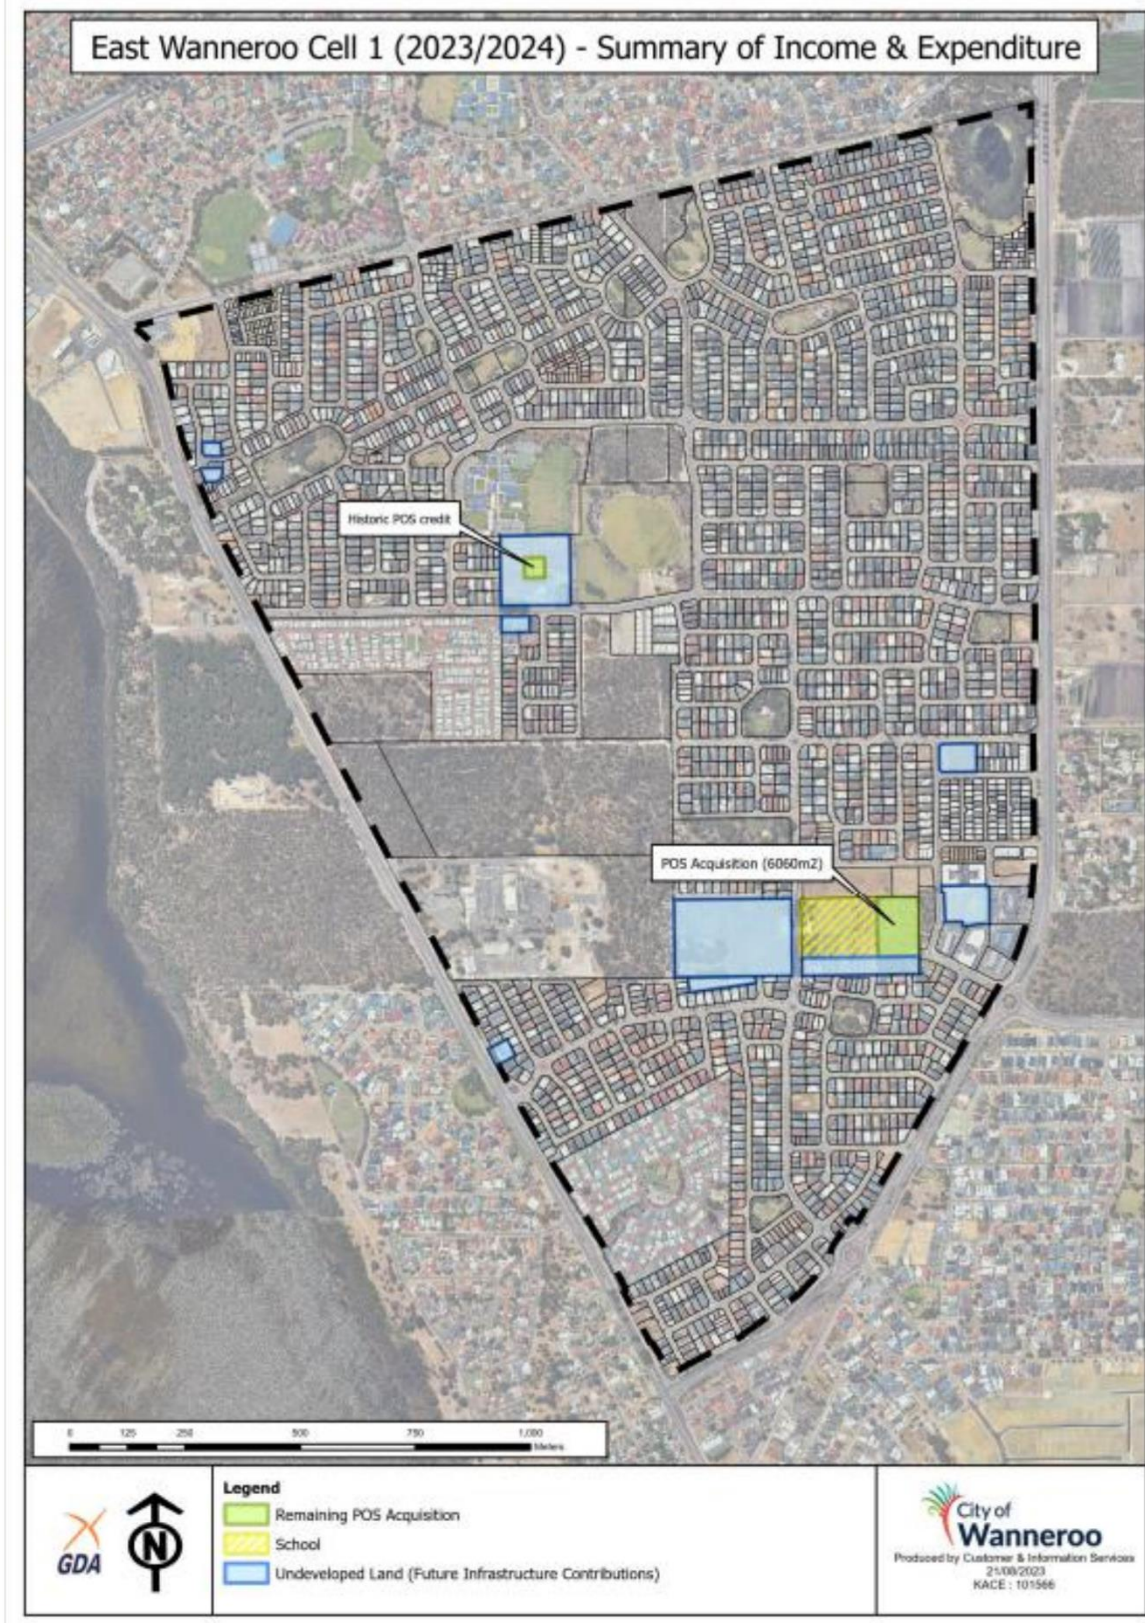 East Wanneroo Cell 1 (2023/2024) - Summary of Income & Expenditure
Historic POS credit
POS Acquisition (6060m2)
0 125 250 500 750 1,000
Meters
GDA
N
Legend
Remaining POS Acquisition
School
Undeveloped Land (Future Infrastructure Contributions)
City of
Wanneroo
Produced by Customer & Information Services
21/08/2023
KACE : 101566